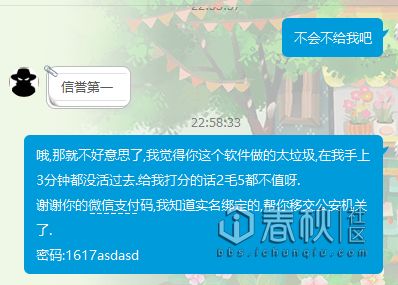 不会不给我吧
信誉第一
22:58:33
哦,那就不好意思了,我觉得你这个软件做的太垃圾,在我手上
3分钟都没活过去.给我打分的话2毛5都不值呀.
谢谢你的微信支付码,我知道实名绑定的,帮你移交公安机关
了.
密码:1617asdasd
春秋 社区
bbs.ichunqiu.com